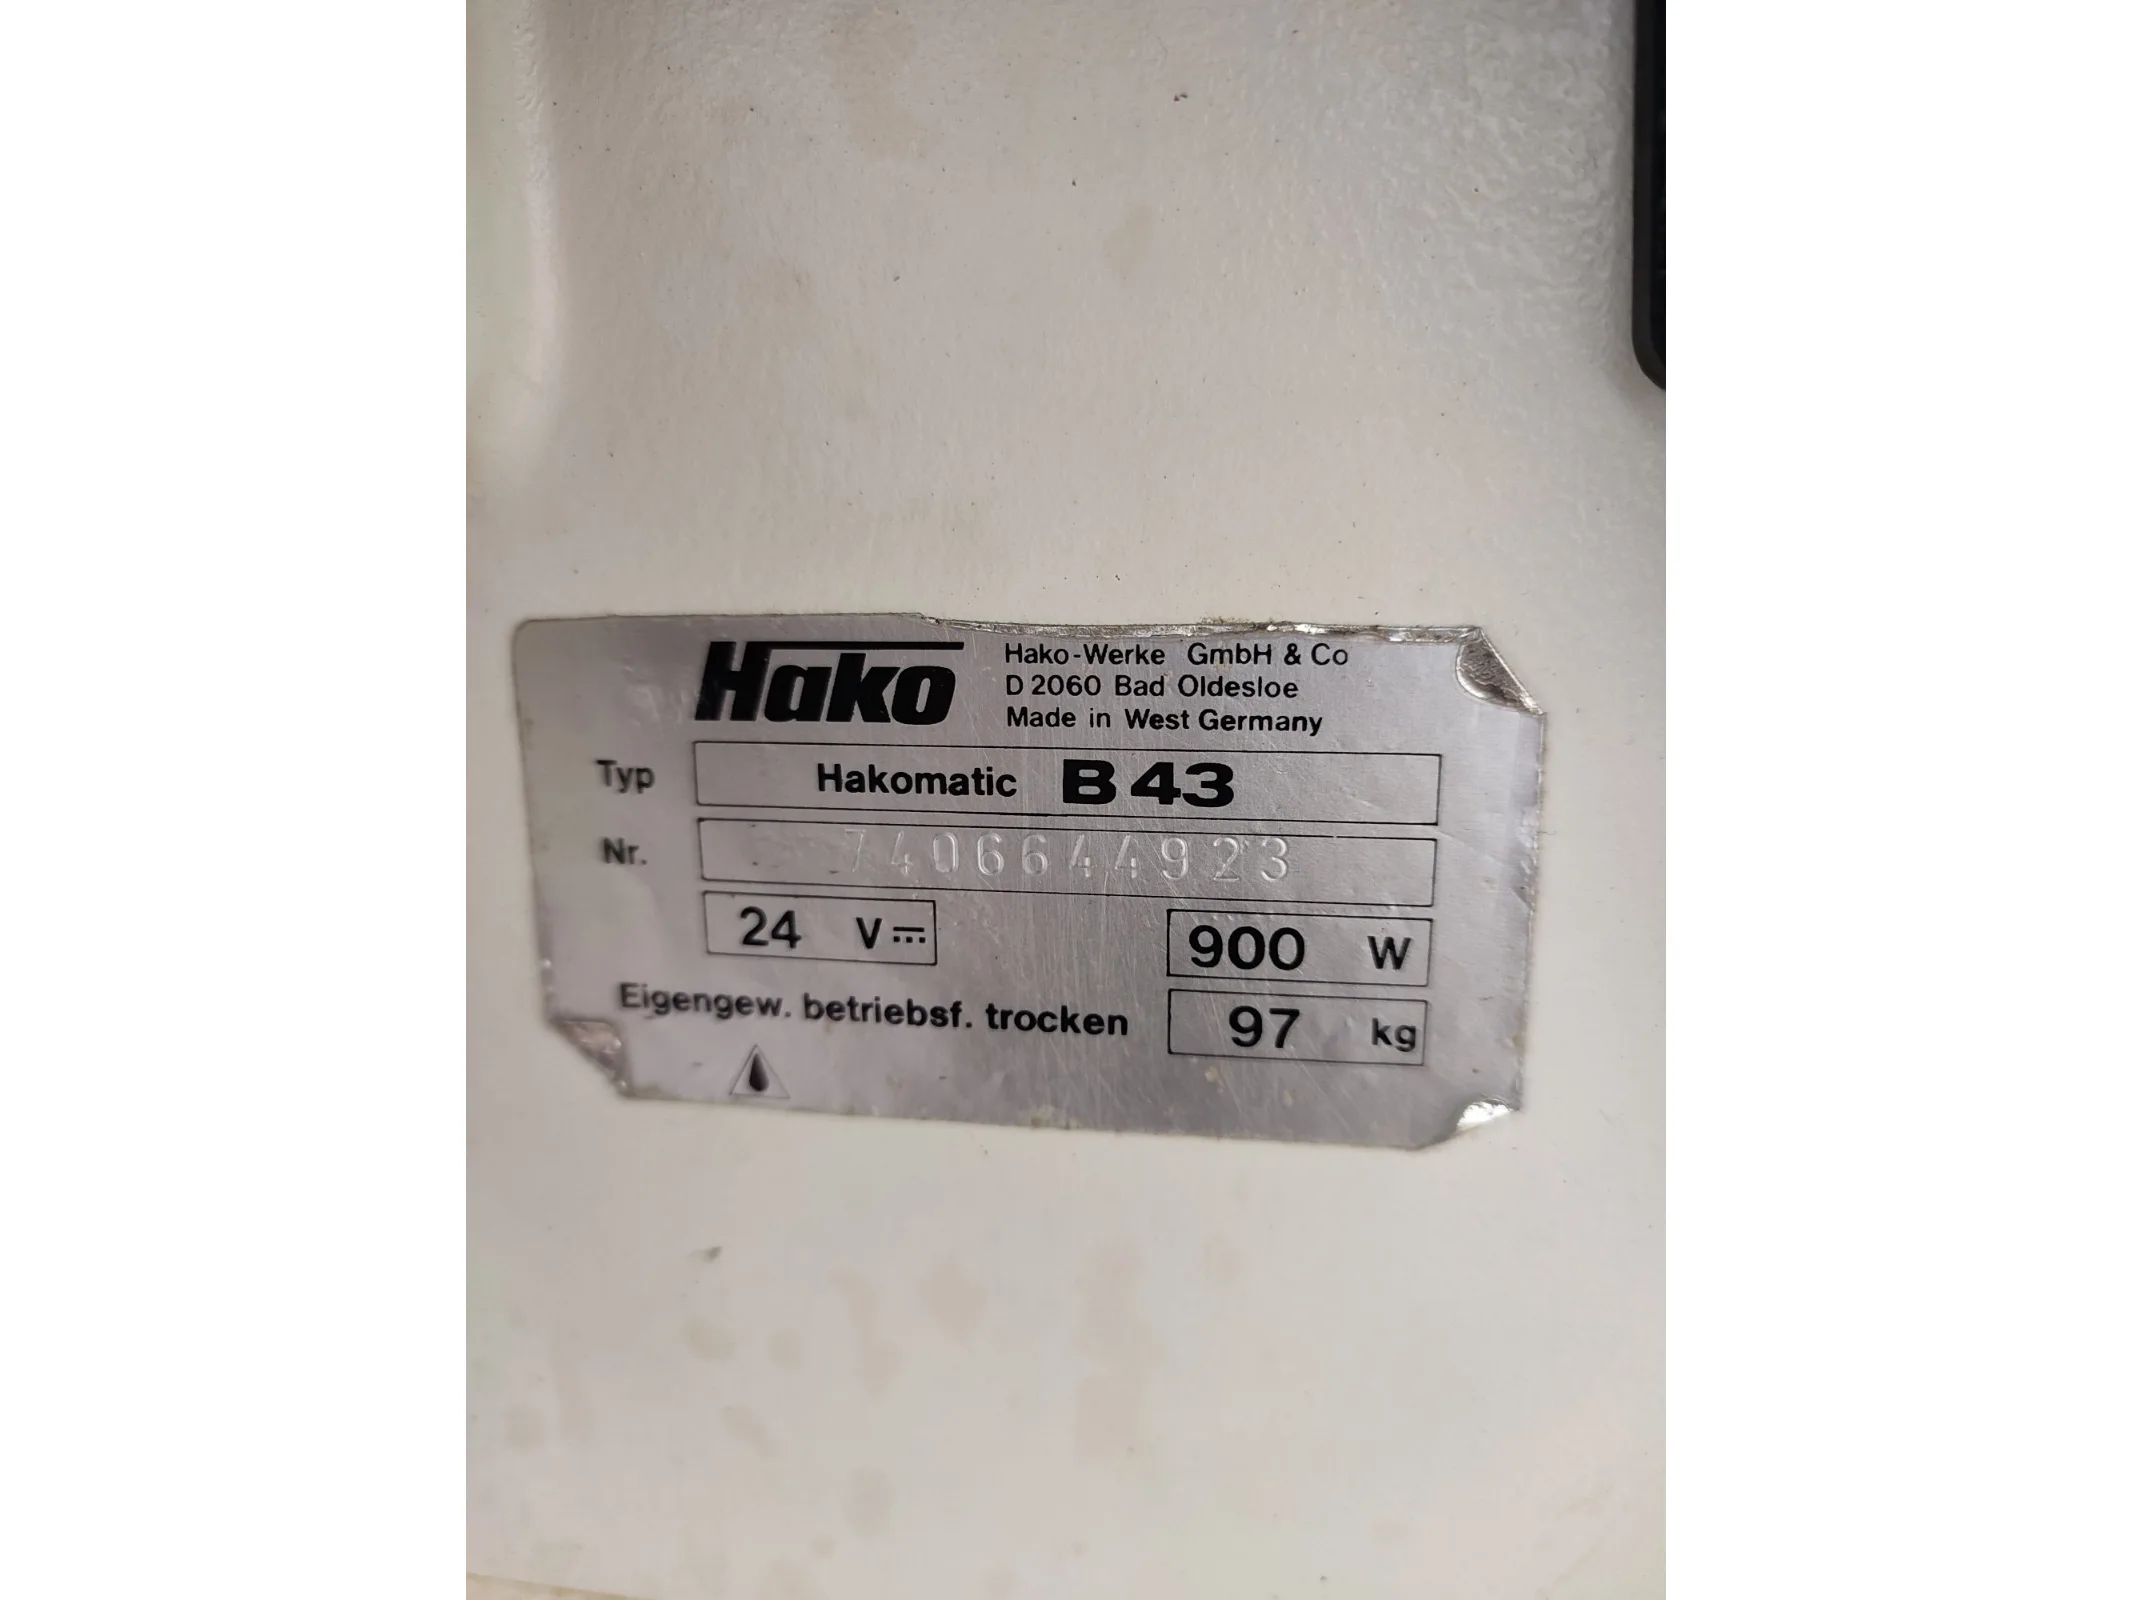 Hako
Hako-Werke GmbH & Co
D 2060 Bad Oldesloe
Made in West Germany
Typ Hakomatic B 43
Nr. 7406644923
24 V⎓ 900 W
Eigengew. betriebsf. trocken 97 kg